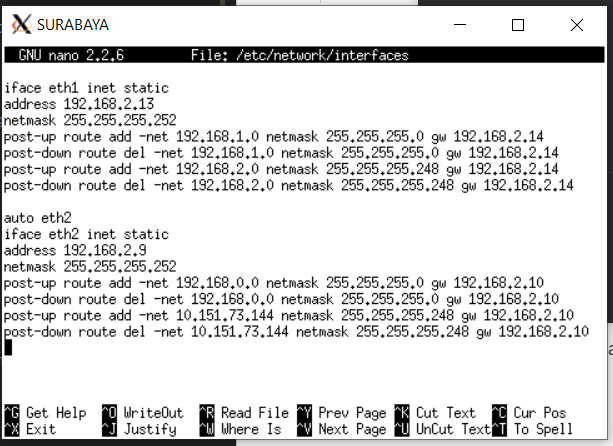 SURABAYA
GNU nano 2.2.6 File: /etc/network/interfaces
iface eth1 inet static
address 192.168.2.13
netmask 255.255.255.252
post-up route add -net 192.168.1.0 netmask 255.255.255.0 gw 192.168.2.14
post-down route del -net 192.168.1.0 netmask 255.255.255.0 gw 192.168.2.14
post-up route add -net 192.168.2.0 netmask 255.255.255.248 gw 192.168.2.14
post-down route del -net 192.168.2.0 netmask 255.255.255.248 gw 192.168.2.14
auto eth2
iface eth2 inet static
address 192.168.2.9
netmask 255.255.255.252
post-up route add -net 192.168.0.0 netmask 255.255.255.0 gw 192.168.2.10
post-down route del -net 192.168.0.0 netmask 255.255.255.0 gw 192.168.2.10
post-up route add -net 10.151.73.144 netmask 255.255.255.248 gw 192.168.2.10
post-down route del -net 10.151.73.144 netmask 255.255.255.248 gw 192.168.2.10
^G Get Help ^O WriteOut ^R Read File ^Y Prev Page ^K Cut Text ^C Cur Pos
^X Exit ^J Justify ^W Where Is ^V Next Page ^U UnCut Text ^T To Spell